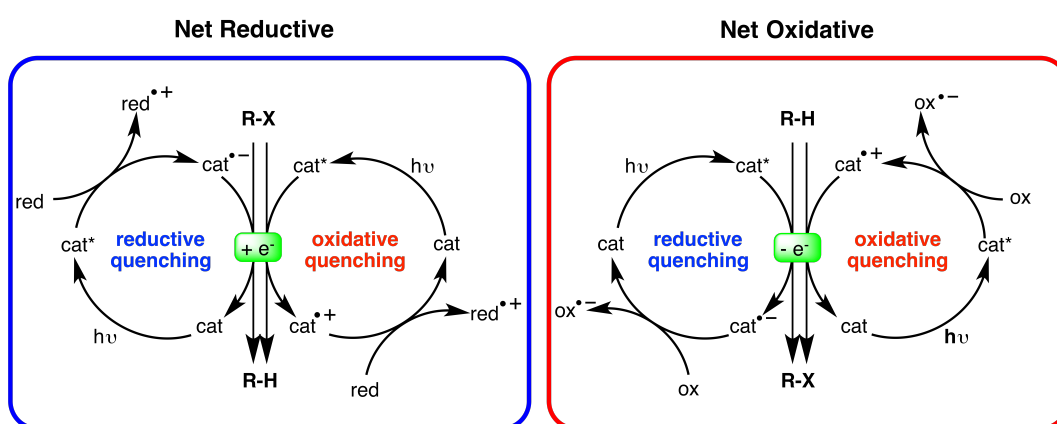 Net Reductive
red•+
R-X
cat•−
cat*
hυ
red
cat*
reductive
quenching
+ e-
oxidative
quenching
cat
hυ
cat
cat•+
red•+
R-H
red
Net Oxidative
ox•−
R-H
hυ
cat*
cat•+
ox
cat
reductive
quenching
- e-
oxidative
quenching
cat*
ox•−
cat•−
cat
hυ
R-X
ox